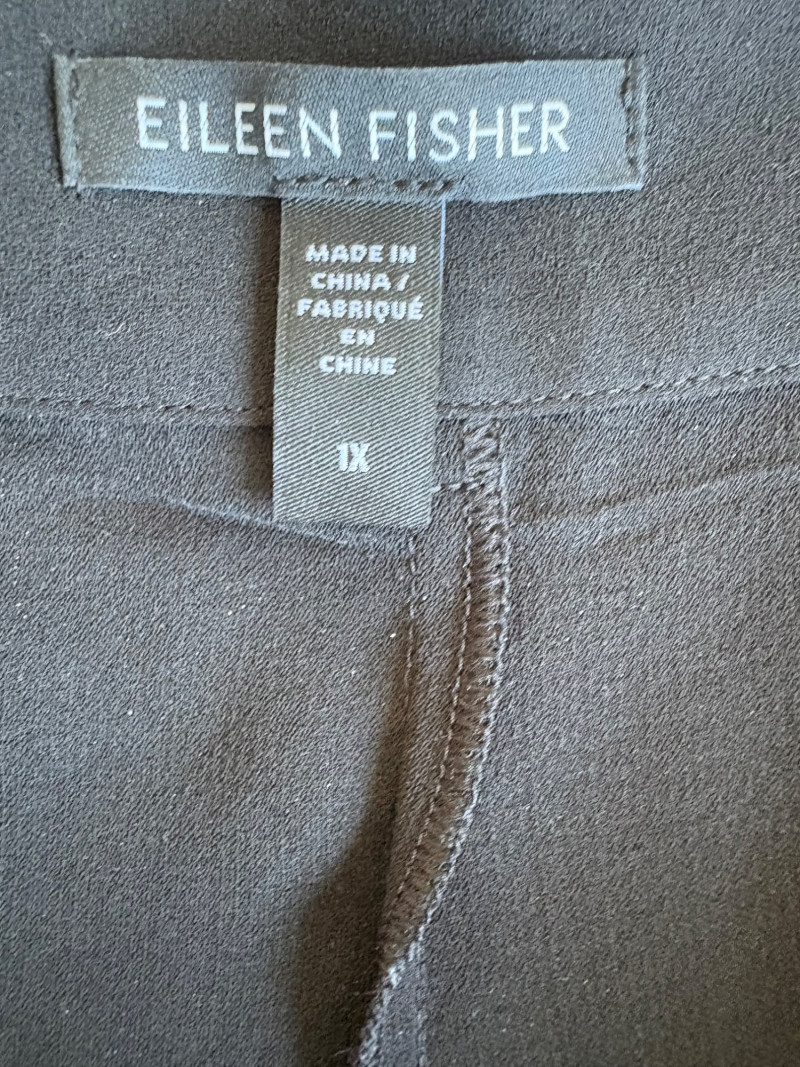 EILEEN FISHER
MADE IN
CHINA /
FABRIQUÉ
EN
CHINE
1X